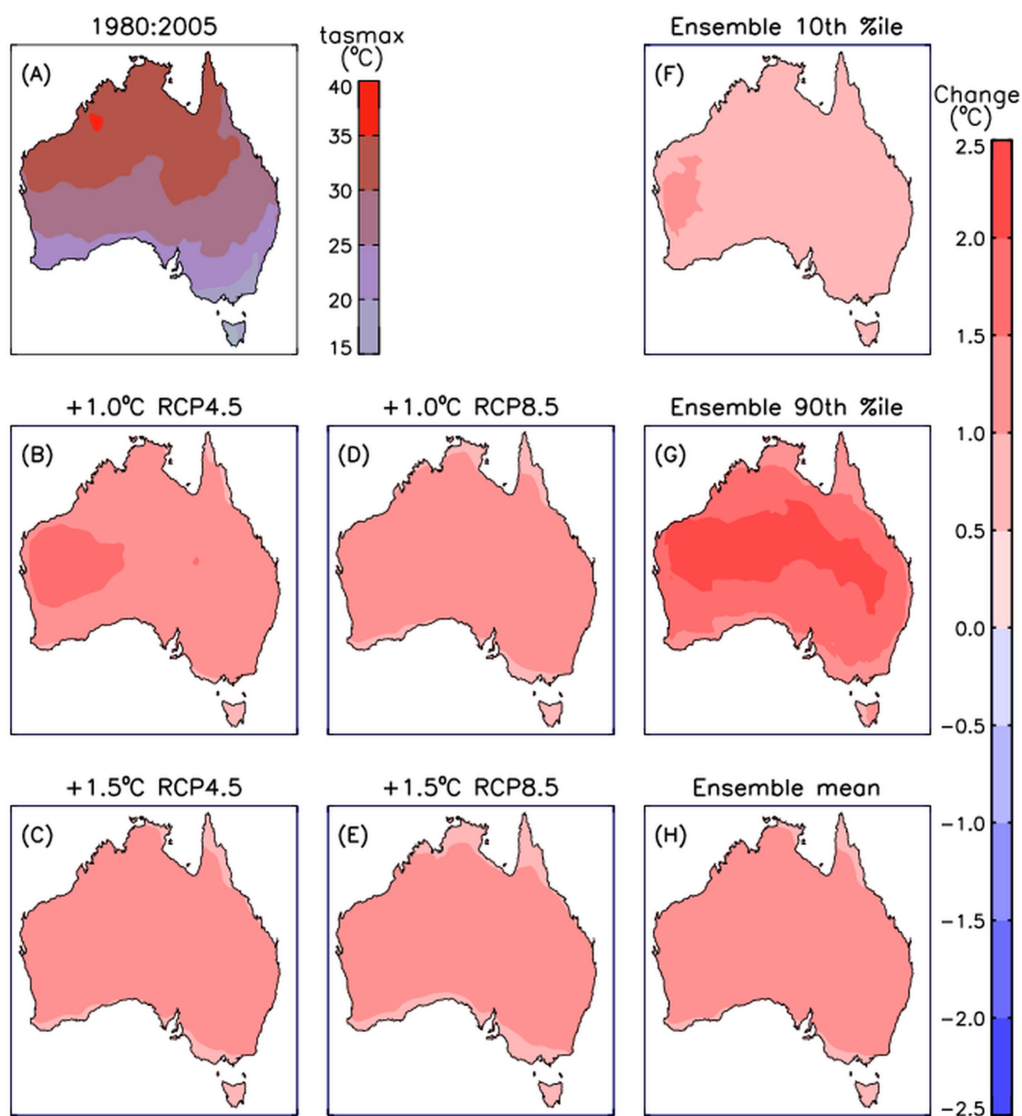 1980:2005
tasmax
(°C)
Ensemble 10th %ile
(A)
40
35
30
25
20
15
(F)
Change
(°C)
2.5
2.0
1.5
1.0
0.5
0.0
−0.5
−1.0
−1.5
−2.0
−2.5
+1.0°C RCP4.5
+1.0°C RCP8.5
Ensemble 90th %ile
(B)
(D)
(G)
+1.5°C RCP4.5
+1.5°C RCP8.5
Ensemble mean
(C)
(E)
(H)